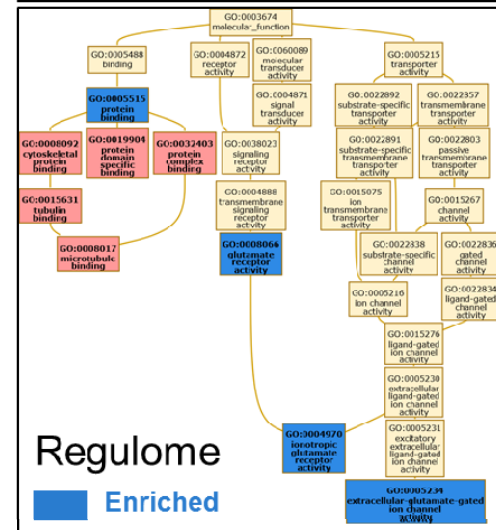 GO:0003674
molecular_function
GO:0005488
binding
GO:0004872
receptor
activity
GO:0060089
molecular
transducer
activity
GO:0005215
transporter
activity
GO:0005515
protein
binding
GO:0004871
signal
transducer
activity
GO:0022892
substrate-specific
transporter
activity
GO:0022857
transmembrane
transporter
activity
GO:0008092
cytoskeletal
protein
binding
GO:0019904
protein
domain
specific
binding
GO:0032403
protein
complex
binding
GO:0038023
signaling
receptor
activity
GO:0022891
substrate-specific
transmembrane
transporter
activity
GO:0022803
passive
transmembrane
transporter
activity
GO:0015631
tubulin
binding
GO:0004888
transmembrane
signaling
receptor
activity
GO:0015075
ion
transmembrane
transporter
activity
GO:0015267
channel
activity
GO:0008017
microtubule
binding
GO:0008066
glutamate
receptor
activity
GO:0022838
substrate-specific
channel
activity
GO:0022836
gated
channel
activity
GO:0005216
ion channel
activity
GO:0022834
ligand-gated
channel
activity
GO:0015276
ligand-gated
ion channel
activity
GO:0005230
extracellular
ligand-gated
ion channel
activity
GO:0004970
ionotropic
glutamate
receptor
activity
GO:0005231
excitatory
extracellular
ligand-gated
ion channel
activity
GO:0005234
extracellular-glutamate-gated
ion channel
activity
Regulome
Enriched